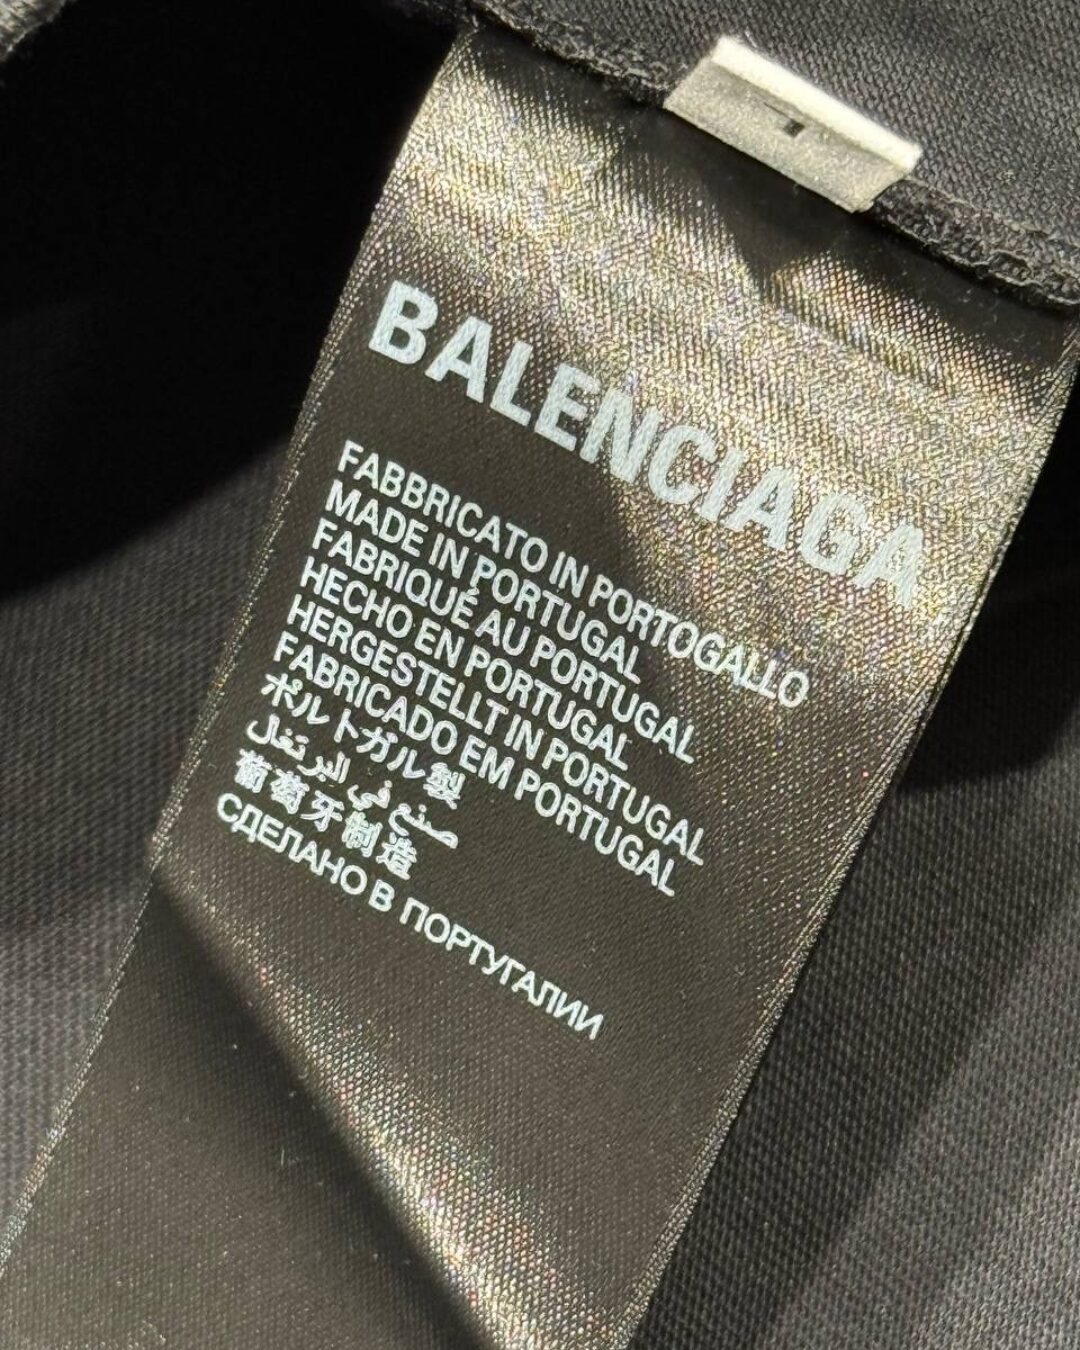 BALENCIAGA
FABBRICATO IN PORTOGALLO
MADE IN PORTUGAL
FABRIQUÉ AU PORTUGAL
HECHO EN PORTUGAL
HERGESTELLT IN PORTUGAL
FABRICADO EM PORTUGAL
ポルトガル製
صنع في البرتغال
葡萄牙制造
СДЕЛАНО В ПОРТУГАЛИИ